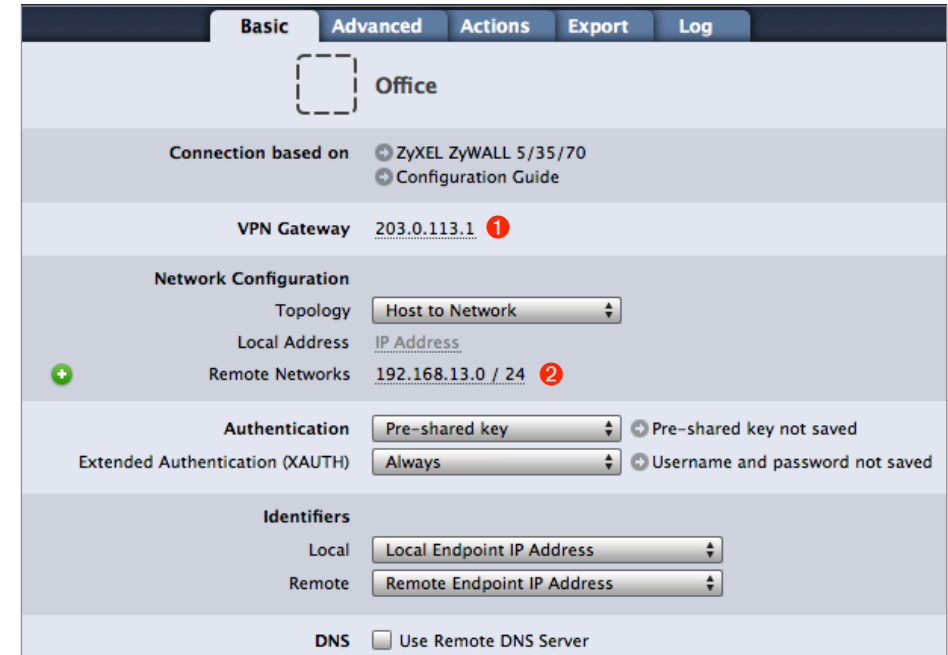 Basic Advanced Actions Export Log
Office
Connection based on ZyXEL ZyWALL 5/35/70
Configuration Guide
VPN Gateway 203.0.113.1 1
Network Configuration
Topology Host to Network
Local Address IP Address
Remote Networks 192.168.13.0 / 24 2
Authentication Pre-shared key Pre-shared key not saved
Extended Authentication (XAUTH) Always Username and password not saved
Identifiers
Local Local Endpoint IP Address
Remote Remote Endpoint IP Address
DNS Use Remote DNS Server